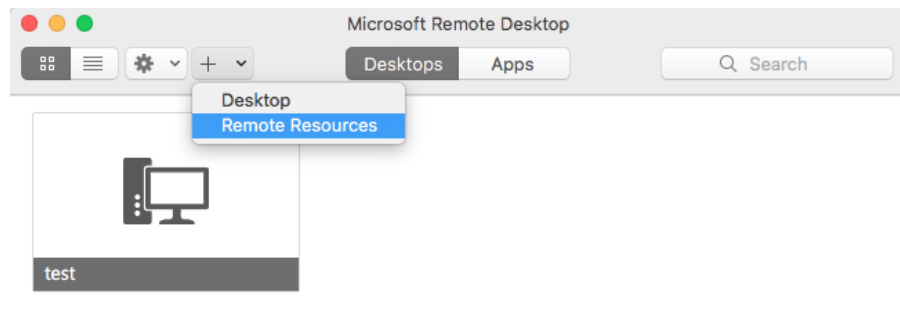 Microsoft Remote Desktop
Desktops Apps Search
Desktop
Remote Resources
test